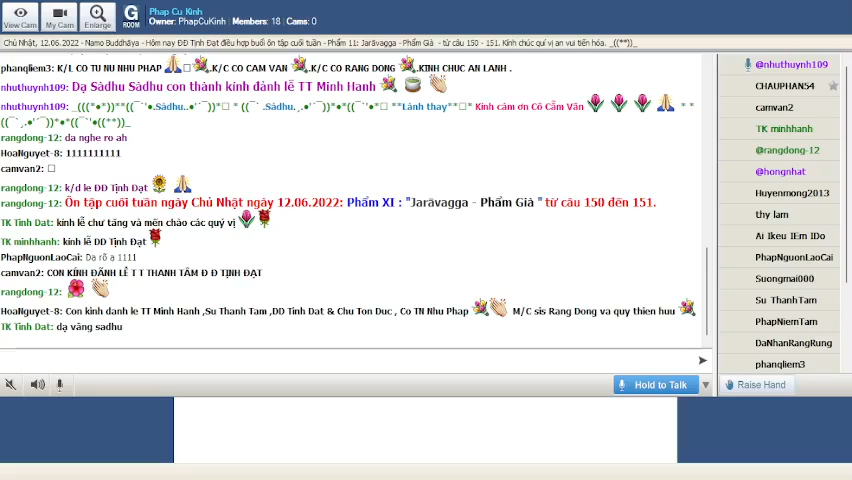 Phap Cu Kinh
Owner: PhapCuKinh | Members: 18 | Cams: 0
View Cam
My Cam
Enlarge
G
ROOM
Chủ Nhật, 12.06.2022 - Namo Buddhāya - Hôm nay ĐĐ Tịnh Đạt điều hợp buổi ôn tập cuối tuần - Phẩm 11: Jarāvagga - Phẩm Già - từ câu 150 - 151. Kính chúc quí vị an vui tiến hóa. _((**))_
phanqliem3: K/L CO TU NU NHU PHAP K/C CO CAM VAN K/C CO RANG DONG KINH CHUC AN LANH .
nhuthuynh109: Dạ Sādhu Sādhu con thành kính đảnh lễ TT Minh Hạnh
nhuthuynh109: **Lành thay** Kính cám ơn Cô Cẩm Vân
rangdong-12: da nghe ro ah
HoaNguyet-8: 1111111111
camvan2: □
rangdong-12: k/d le ĐĐ Tịnh Đạt
rangdong-12: Ôn tập cuối tuần ngày Chủ Nhật ngày 12.06.2022: Phẩm XI : "Jarāvagga - Phẩm Già " từ câu 150 đến 151.
TK Tinh Dat: kính lễ chư tăng và mến chào các quý vị
TK minhhanh: kính lễ DD Tịnh Đạt
PhapNguonLaoCai: Dạ rõ ạ 1111
camvan2: CON KÍNH ĐÃNH LỂ T T THANH TÂM Đ Đ TỊNH ĐẠT
rangdong-12:
HoaNguyet-8: Con kinh danh le TT Minh Hanh ,Su Thanh Tam ,DD Tinh Dat & Chu Ton Duc , Co TN Nhu Phap M/C sis Rang Dong va quy thien huu
TK Tinh Dat: dạ vâng sadhu
@nhuthuynh109
CHAUPHAN54
camvan2
TK minhhanh
@rangdong-12
@hongnhat
Huyenmong2013
thy lam
Ai Ikeu IEm IDo
PhapNguonLaoCai
Suongmai000
Su ThanhTam
PhapNiemTam
DaNhanRangRung
phanqliem3
Hold to Talk
Raise Hand